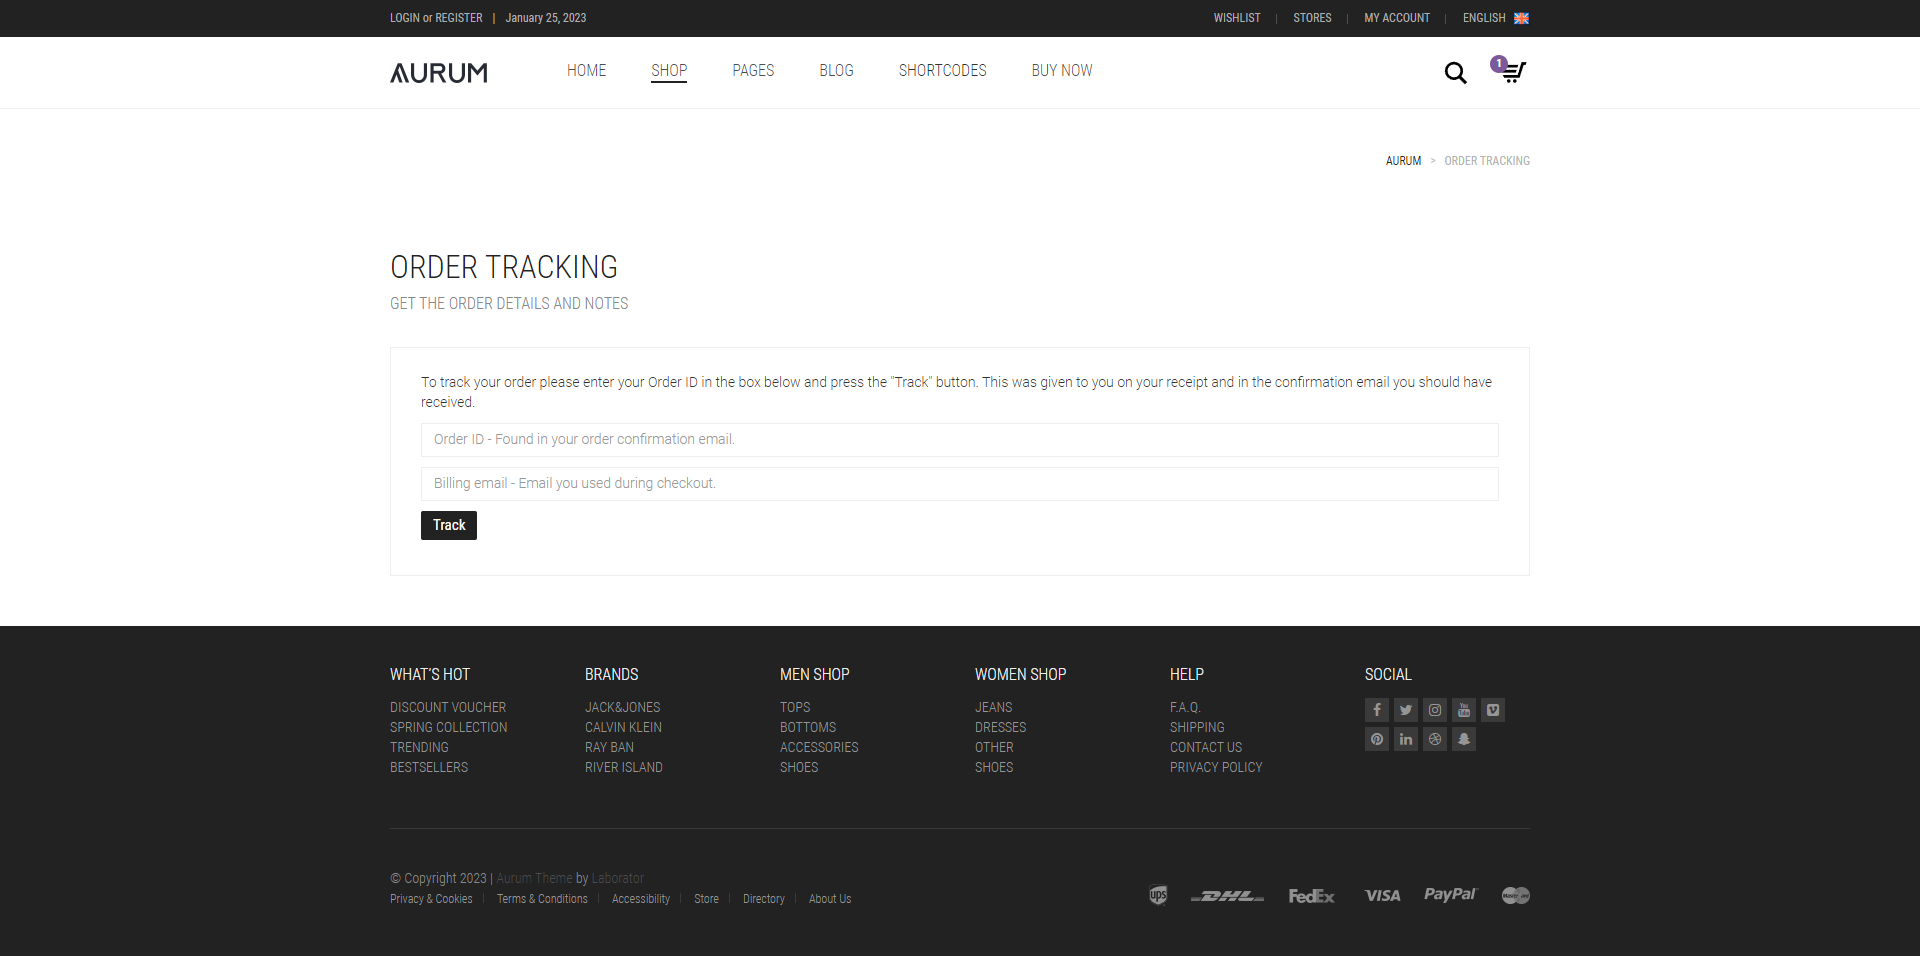 LOGIN or REGISTER | January 25, 2023
WISHLIST | STORES | MY ACCOUNT | ENGLISH
AURUM
HOME SHOP PAGES BLOG SHORTCODES BUY NOW
1
AURUM > ORDER TRACKING
ORDER TRACKING
GET THE ORDER DETAILS AND NOTES
To track your order please enter your Order ID in the box below and press the "Track" button. This was given to you on your receipt and in the confirmation email you should have
received.
Order ID - Found in your order confirmation email.
Billing email - Email you used during checkout.
Track
WHAT'S HOT
DISCOUNT VOUCHER
SPRING COLLECTION
TRENDING
BESTSELLERS
BRANDS
JACK&JONES
CALVIN KLEIN
RAY BAN
RIVER ISLAND
MEN SHOP
TOPS
BOTTOMS
ACCESSORIES
SHOES
WOMEN SHOP
JEANS
DRESSES
OTHER
SHOES
HELP
F.A.Q.
SHIPPING
CONTACT US
PRIVACY POLICY
SOCIAL
© Copyright 2023 | Aurum Theme by Laborator
Privacy & Cookies | Terms & Conditions | Accessibility | Store | Directory | About Us
ups DHL FedEx VISA PayPal MasterCard